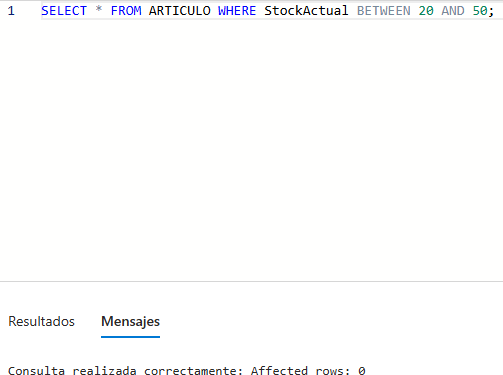 1 SELECT * FROM ARTICULO WHERE StockActual BETWEEN 20 AND 50;
Resultados Mensajes
Consulta realizada correctamente: Affected rows: 0